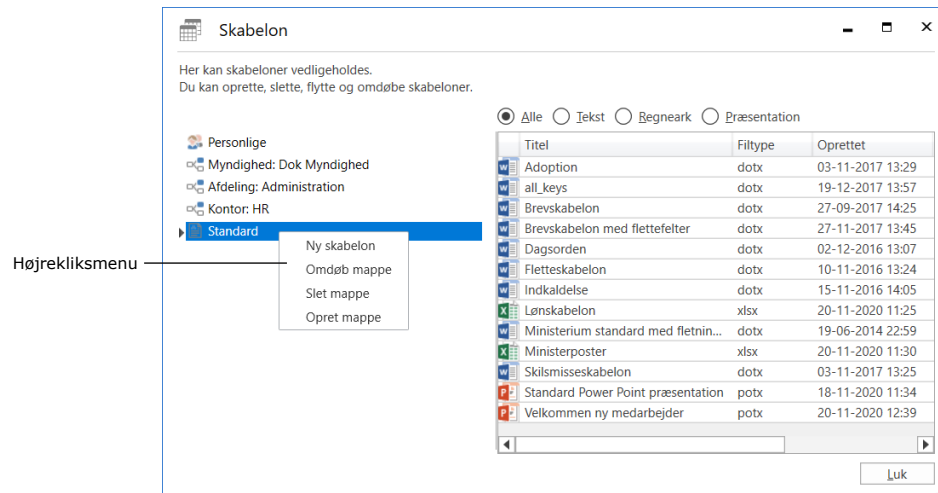 Skabelon
Her kan skabeloner vedligeholdes.
Du kan oprette, slette, flytte og omdøbe skabeloner.
Alle Tekst Regneark Præsentation
Personlige
Myndighed: Dok Myndighed
Afdeling: Administration
Kontor: HR
Standard
Højrekliksmenu
Ny skabelon
Omdøb mappe
Slet mappe
Opret mappe
Titel Filtype Oprettet
Adoption dotx 03-11-2017 13:29
all_keys dotx 19-12-2017 13:57
Brevskabelon dotx 27-09-2017 14:25
Brevskabelon med flettefelter dotx 27-11-2017 13:45
Dagsorden dotx 02-12-2016 13:07
Fletteskabelon dotx 10-11-2016 13:24
Indkaldelse dotx 15-11-2016 14:05
Lønskabelon xlsx 20-11-2020 11:25
Ministerium standard med fletnin... dotx 19-06-2014 22:59
Ministerposter xlsx 20-11-2020 11:30
Skilsmisseskabelon dotx 03-11-2017 13:25
Standard Power Point præsentation potx 18-11-2020 11:34
Velkommen ny medarbejder potx 20-11-2020 12:39
Luk